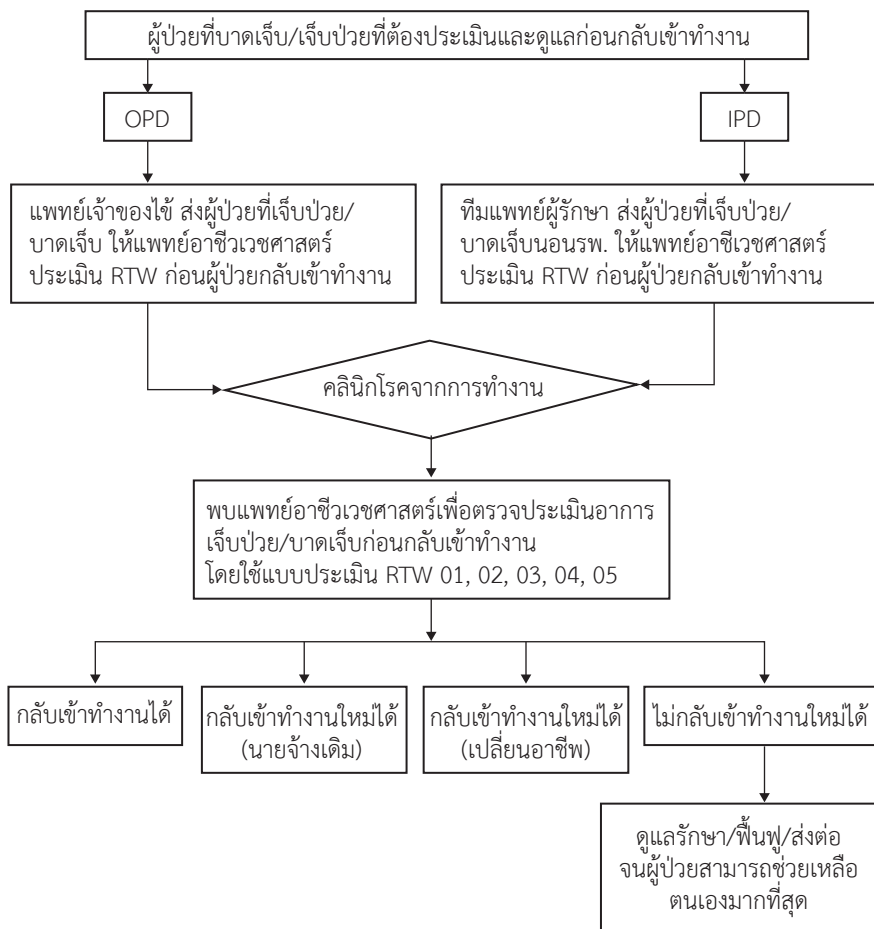 ผู้ป่วยที่บาดเจ็บ/เจ็บป่วยที่ต้องประเมินและดูแลก่อนกลับเข้าทำงาน
OPD
IPD
แพทย์เจ้าของไข้ ส่งผู้ป่วยที่เจ็บป่วย/
บาดเจ็บ ให้แพทย์อาชีวเวชศาสตร์
ประเมิน RTW ก่อนผู้ป่วยกลับเข้าทำงาน
ทีมแพทย์ผู้รักษา ส่งผู้ป่วยที่เจ็บป่วย/
บาดเจ็บนอนรพ. ให้แพทย์อาชีเวชศาสตร์
ประเมิน RTW ก่อนผู้ป่วยกลับเข้าทำงาน
คลินิกโรคจากการทำงาน
พบแพทย์อาชีวเวชศาสตร์เพื่อตรวจประเมินอาการ
เจ็บป่วย/บาดเจ็บก่อนกลับเข้าทำงาน
โดยใช้แบบประเมิน RTW 01, 02, 03, 04, 05
กลับเข้าทำงานได้
กลับเข้าทำงานใหม่ได้
(นายจ้างเดิม)
กลับเข้าทำงานใหม่ได้
(เปลี่ยนอาชีพ)
ไม่กลับเข้าทำงานใหม่ได้
ดูแลรักษา/ฟื้นฟู/ส่งต่อ
จนผู้ป่วยสามารถช่วยเหลือ
ตนเองมากที่สุด